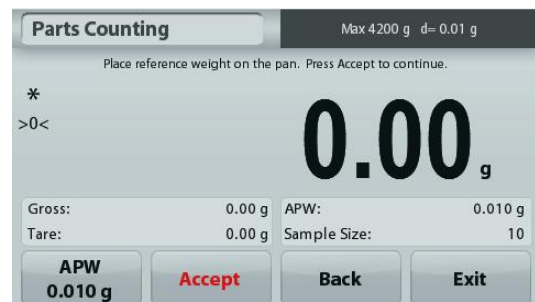 Parts Counting
Max 4200 g d= 0.01 g
Place reference weight on the pan. Press Accept to continue.
*
>0<
0.00 g
Gross: 0.00 g APW: 0.010 g
Tare: 0.00 g Sample Size: 10
APW Accept Back Exit
0.010 g